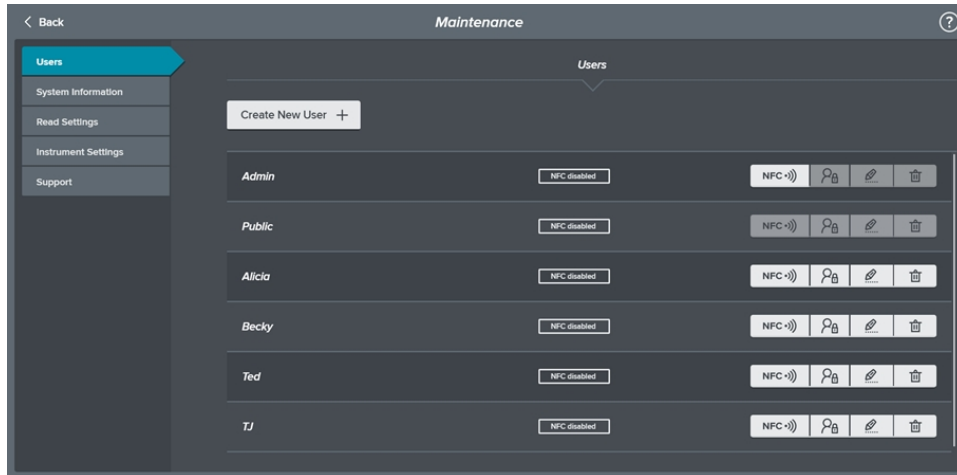 < Back
Maintenance
?
Users
System Information
Read Settings
Instrument Settings
Support
Users
Create New User +
Admin NFC disabled NFC
Public NFC disabled NFC
Alicia NFC disabled NFC
Becky NFC disabled NFC
Ted NFC disabled NFC
TJ NFC disabled NFC